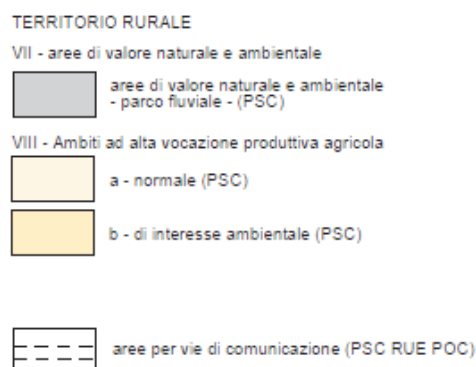 TERRITORIO RURALE
VII - aree di valore naturale e ambientale
aree di valore naturale e ambientale
- parco fluviale - (PSC)
VIII - Ambiti ad alta vocazione produttiva agricola
a - normale (PSC)
b - di interesse ambientale (PSC)
aree per vie di comunicazione (PSC RUE POC)